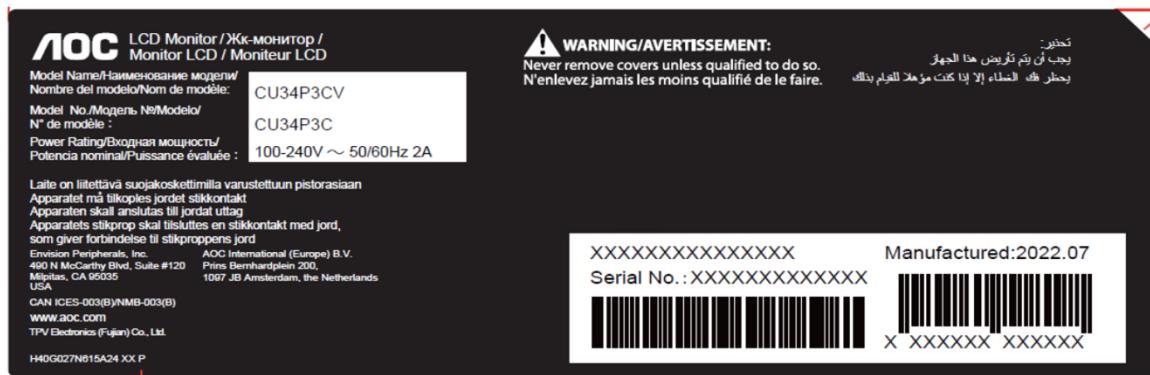 AOC LCD Monitor / Жк-монитор /
Monitor LCD / Moniteur LCD
Model Name/Наименование модели/
Nombre del modelo/Nom de modèle: CU34P3CV
Model No./Модель №/Modelo/
N° de modèle : CU34P3C
Power Rating/Входная мощность/
Potencia nominal/Puissance évaluée : 100-240V ～ 50/60Hz 2A
Laite on liitettävä suojakoskettimilla varustettuun pistorasiaan
Apparatet må tilkoples jordet stikkontakt
Apparaten skall anslutas till jordat uttag
Apparatets stikprop skal tilsluttes en stikkontakt med jord,
som giver forbindelse til stikproppens jord
Envision Peripherals, Inc.
490 N McCarthy Blvd, Suite #120
Milpitas, CA 95035
USA
AOC International (Europe) B.V.
Prins Bernhardplein 200,
1097 JB Amsterdam, the Netherlands
CAN ICES-003(B)/NMB-003(B)
www.aoc.com
TPV Electronics (Fujian) Co., Ltd.
H40G027N615A24 XX P
WARNING/AVERTISSEMENT:
Never remove covers unless qualified to do so.
N'enlevez jamais les moins qualifié de le faire.
تحذير:
يجب أن يتم تأريض هذا الجهاز
يحظر فك الغطاء إلا إذا كنت مؤهلا للقيام بذلك
XXXXXXXXXXXXXXX
Serial No.:XXXXXXXXXXXXX
Manufactured:2022.07
X XXXXXX XXXXXX